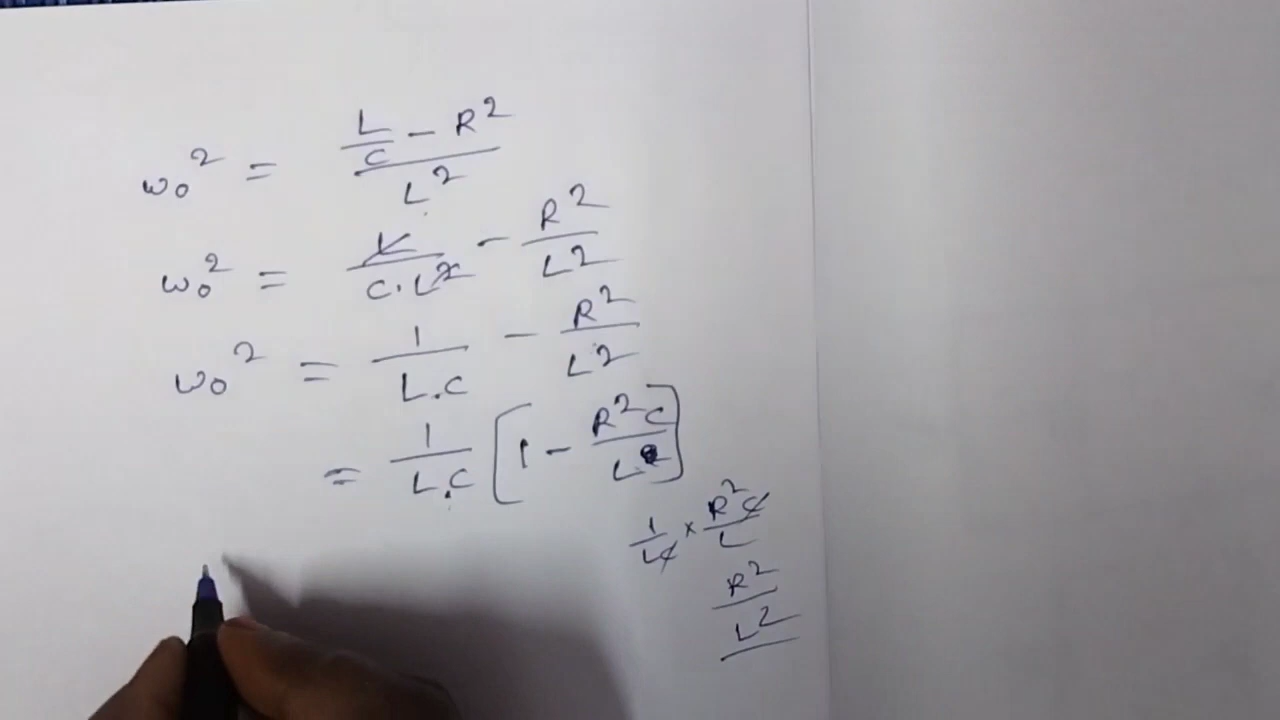 ω₀² = (L/C − R²)/L²
ω₀² = L/(C·L²) − R²/L²
ω₀² = 1/(L.C) − R²/L²
= 1/(L.C) [1 − R²C/L]
1/LC × R²C/L
R²/L²